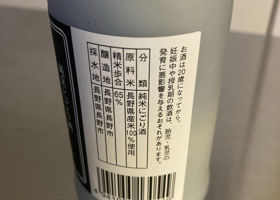 お酒は20歳になってから。
妊娠中や授乳期の飲酒は、胎児・乳児の
発育に悪影響を与えるおそれがあります。
分類 純米にごり酒
原料米 長野県産米100%使用
精米歩合 65%
醸造地 長野県長野市
採水地 長野県長野市